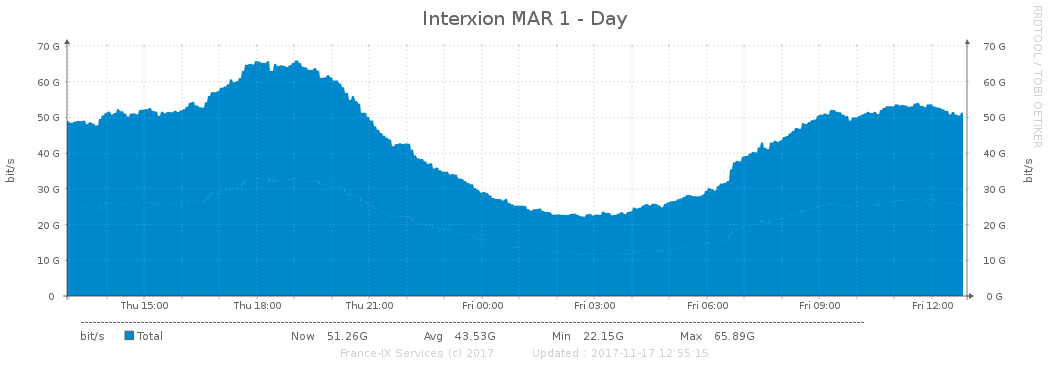 Interxion MAR 1 - Day
RRDTOOL / TOBI OETIKER
70 G 70 G
60 G 60 G
50 G 50 G
40 G 40 G
bit/s bit/s
30 G 30 G
20 G 20 G
10 G 10 G
0 0 G
Thu 15:00 Thu 18:00 Thu 21:00 Fri 00:00 Fri 03:00 Fri 06:00 Fri 09:00 Fri 12:00
bit/s Total Now 51.26G Avg 43.53G Min 22.15G Max 65.89G
France-IX Services (c) 2017 Updated : 2017-11-17 12:55:15